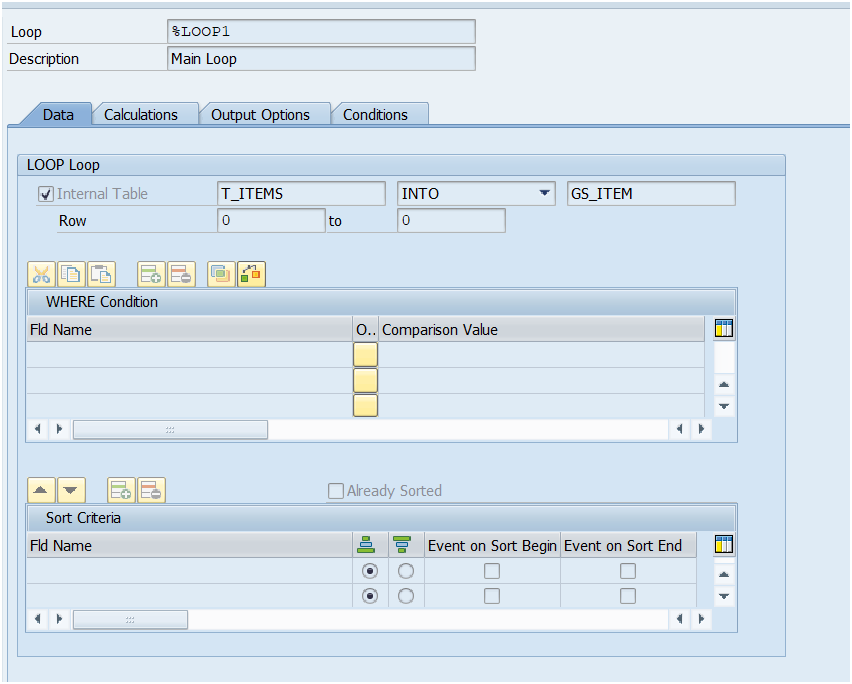 Loop %LOOP1
Description Main Loop
Data Calculations Output Options Conditions
LOOP Loop
Internal Table T_ITEMS INTO GS_ITEM
Row 0 to 0
WHERE Condition
Fld Name O.. Comparison Value
Already Sorted
Sort Criteria
Fld Name Event on Sort Begin Event on Sort End